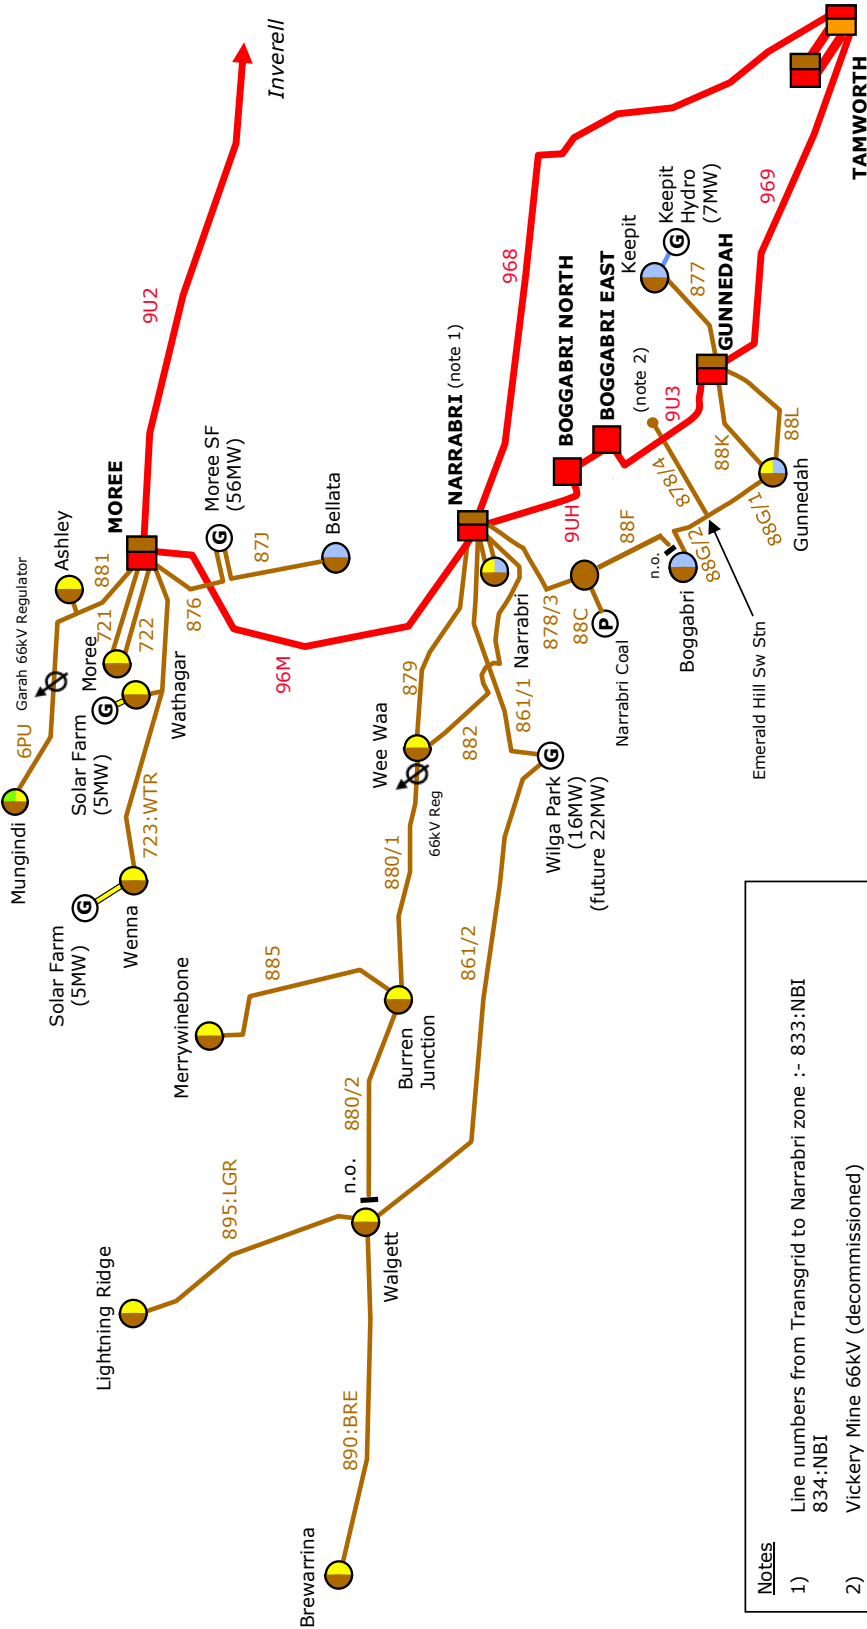 Inverell
9U2
MOREE
Ashley
881
721
722
Garah 66kV Regulator
6PU
Mungindi
Moree
Solar Farm
(5MW)
Wathagar
723:WTR
Solar Farm
(5MW)
Wenna
876
Moree SF
(56MW)
87J
Bellata
96M
NARRABRI (note 1)
968
969
TAMWORTH
BOGGABRI NORTH
BOGGABRI EAST
9UH
9U3
GUNNEDAH
Keepit
Keepit
Hydro
(7MW)
G
877
(note 2)
878/4
88K
88L
Gunnedah
88G/1
88G/2
88F
n.o.
Boggabri
Emerald Hill Sw Stn
878/3
88C
P
Narrabri Coal
Narrabri
879
882
861/1
Wee Waa
66kV Reg
G
Wilga Park
(16MW)
(future 22MW)
880/1
861/2
885
Merrywinebone
Burren
Junction
880/2
n.o.
Walgett
895:LGR
Lightning Ridge
890:BRE
Brewarrina
G
G
G
Notes
1) Line numbers from Transgrid to Narrabri zone :- 833:NBI
834:NBI
2) Vickery Mine 66kV (decommissioned)